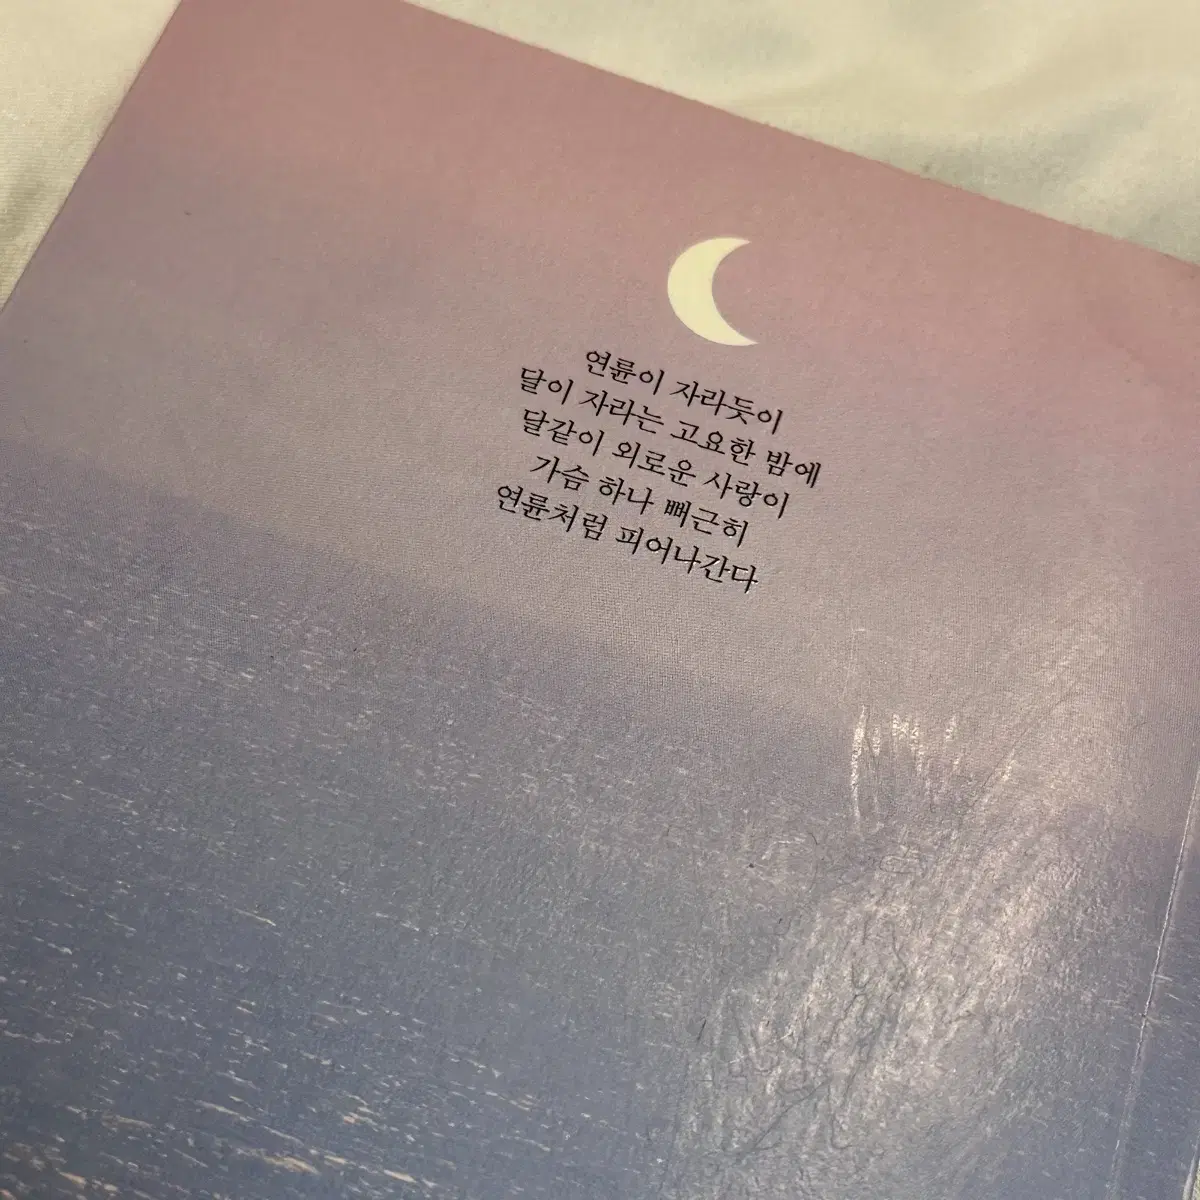 연륜이 자라듯이
달이 자라는 고요한 밤에
달같이 외로운 사랑이
가슴 하나 뻐근히
연륜처럼 피어나간다